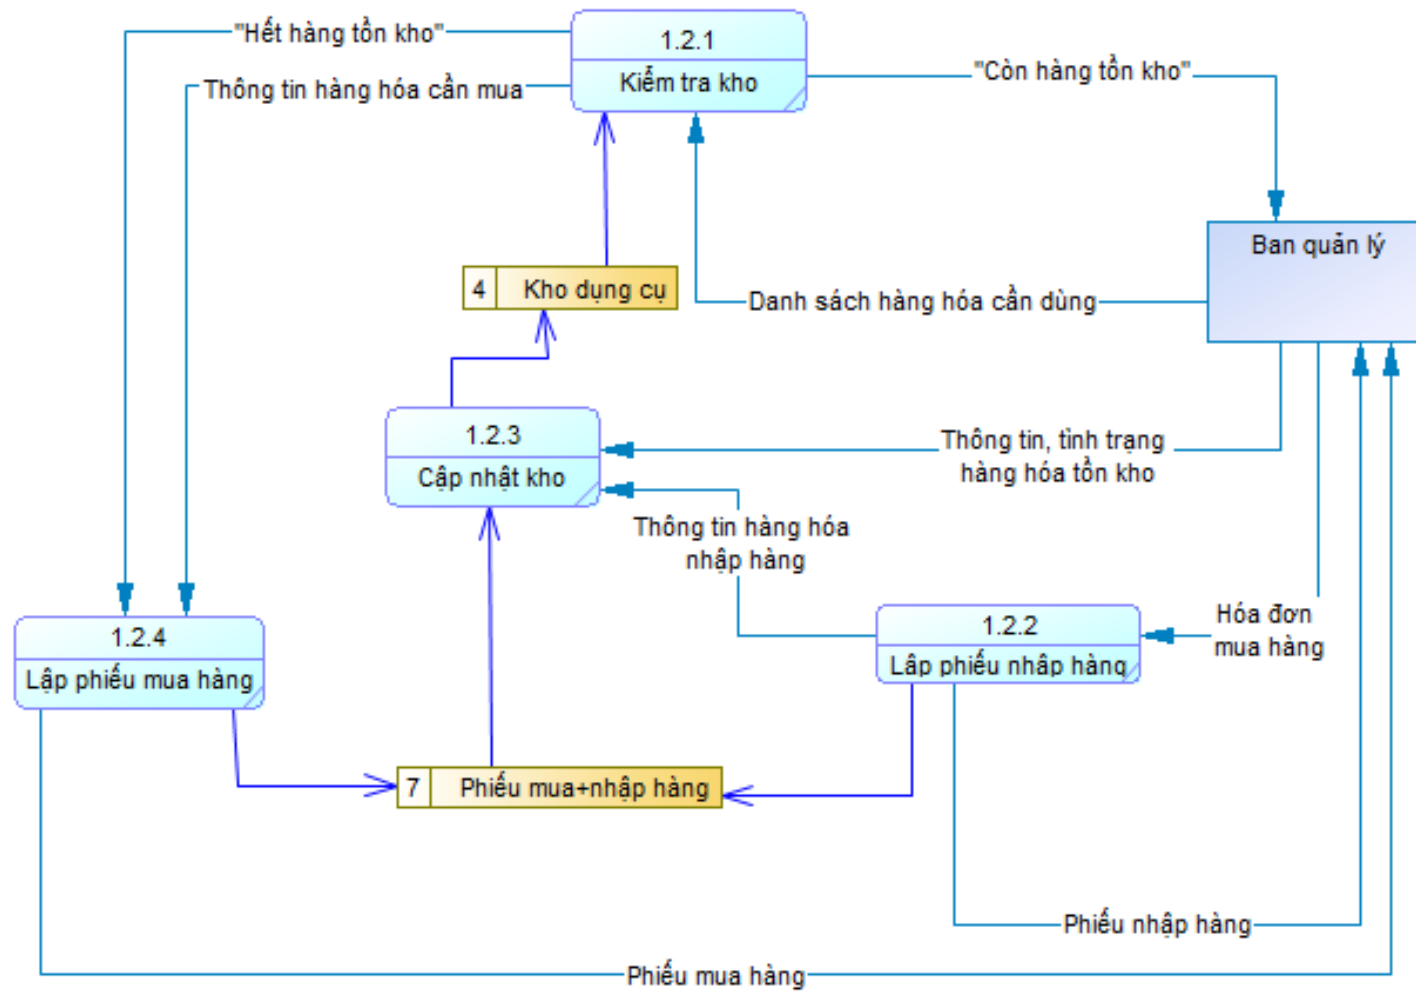 "Hết hàng tồn kho"
1.2.1
Kiểm tra kho
"Còn hàng tồn kho"
Thông tin hàng hóa cần mua
Ban quản lý
4 Kho dụng cụ
Danh sách hàng hóa cần dùng
1.2.3
Cập nhật kho
Thông tin, tình trạng
hàng hóa tồn kho
Thông tin hàng hóa
nhập hàng
1.2.4
Lập phiếu mua hàng
1.2.2
Lập phiếu nhập hàng
Hóa đơn
mua hàng
7 Phiếu mua+nhập hàng
Phiếu nhập hàng
Phiếu mua hàng